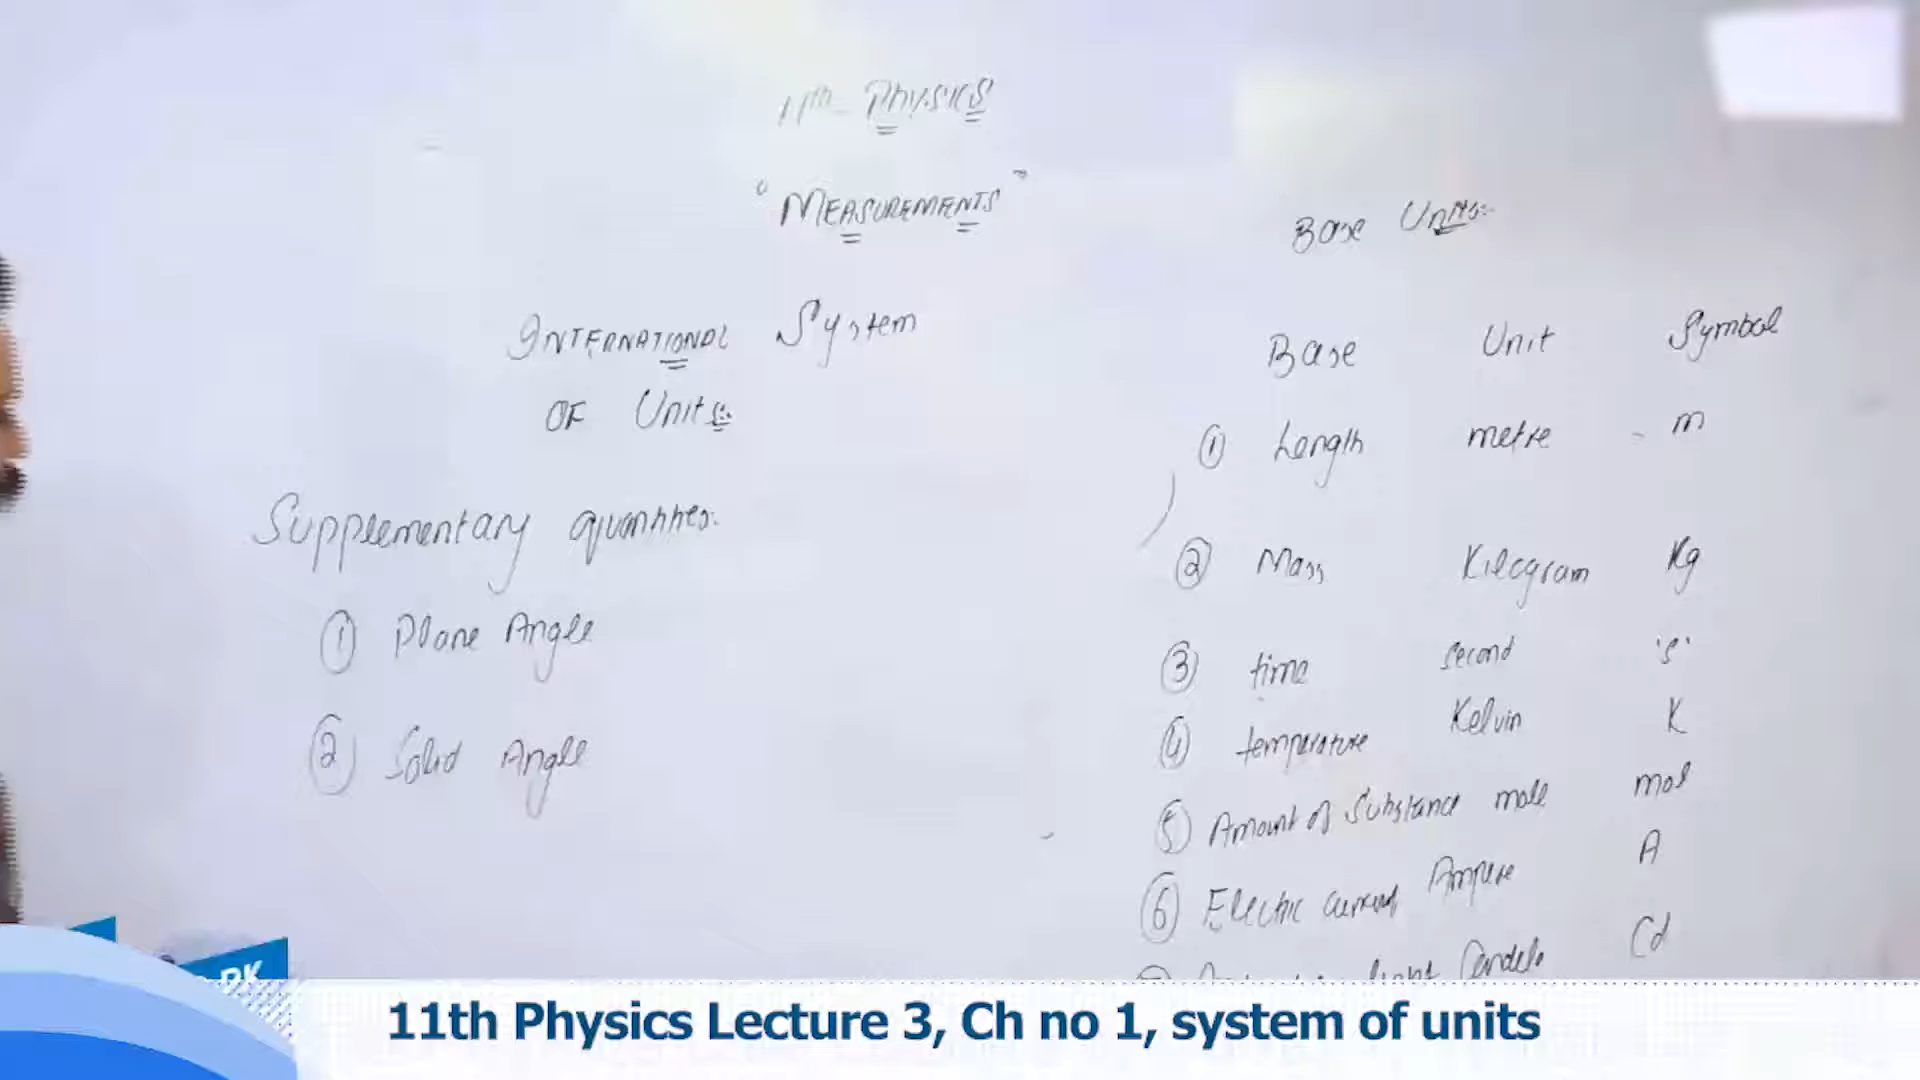 11th Physics
"MEASUREMENTS"
INTERNATIONAL System
OF Units:
Supplementary quantities:
① Plane Angle
② Solid Angle
Base Units:
Base Unit Symbol
① Length metre m
② Mass Kilogram Kg
③ time second 's'
④ temperature Kelvin K
⑤ Amount of Substance mole mol
⑥ Electric current Ampere A
light Candela Cd
11th Physics Lecture 3, Ch no 1, system of units